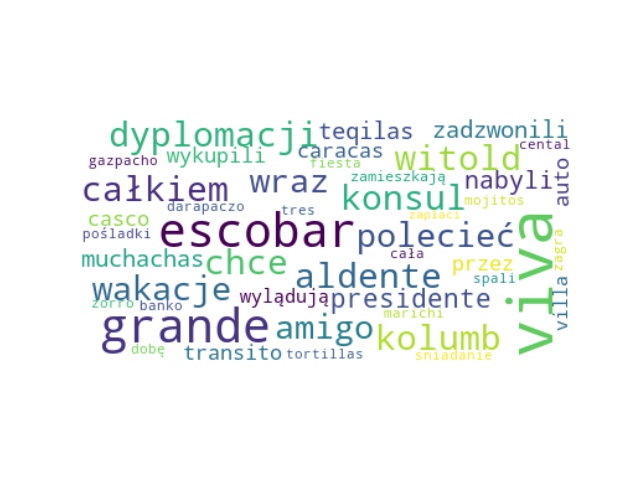 dyplomacji teqilas zadzwonili
caracas cental
gazpacho wykupili fiesta witold
całkiem wraz zamieszkają nabyli auto
darapaczo konsul mojitos
casco tres zapiaci
pośladki escobar polecieć viva
muchachas chce cała przez zagra
wakacje aldente spali
zorro banko wylądują presidente villa
grande amigo marichi
kolumb
dobę transito tortillas sniadanie